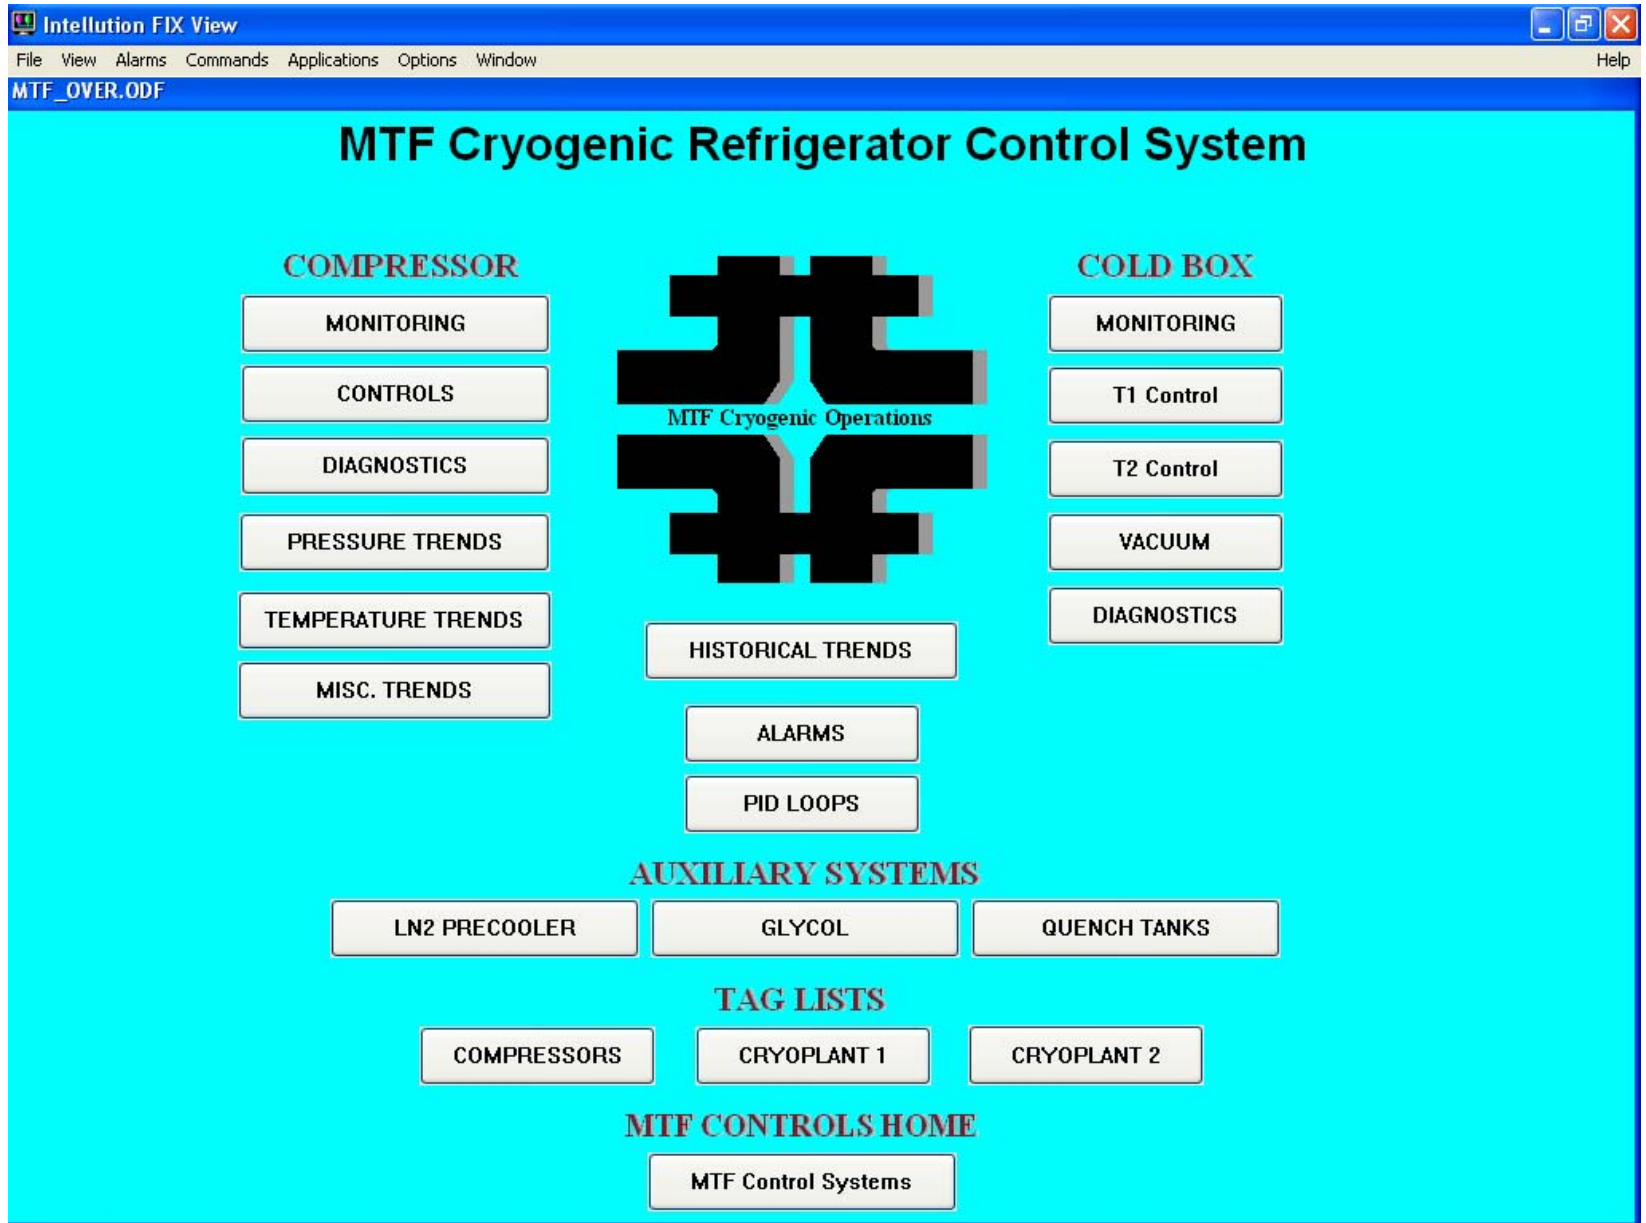 Intellution FIX View
File View Alarms Commands Applications Options Window Help
MTF_OVER.ODF
MTF Cryogenic Refrigerator Control System
COMPRESSOR
MONITORING
CONTROLS
DIAGNOSTICS
PRESSURE TRENDS
TEMPERATURE TRENDS
MISC. TRENDS
MTF Cryogenic Operations
HISTORICAL TRENDS
ALARMS
PID LOOPS
COLD BOX
MONITORING
T1 Control
T2 Control
VACUUM
DIAGNOSTICS
AUXILIARY SYSTEMS
LN2 PRECOOLER GLYCOL QUENCH TANKS
TAG LISTS
COMPRESSORS CRYOPLANT 1 CRYOPLANT 2
MTF CONTROLS HOME
MTF Control Systems